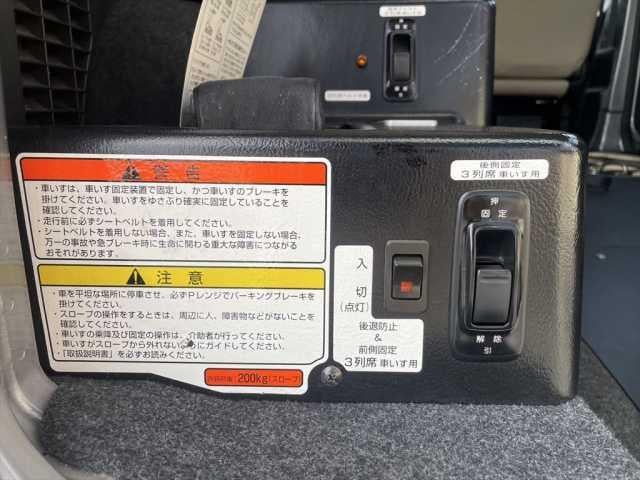 後側固定
3列席 車いす用
押
固定
解除
引
入
切
(点灯)
後退防止
&
前側固定
3列席 車いす用
警告
・車いすは、車いす固定装置で固定し、かつ車いすのブレーキを
掛けてください。車いすをゆさぶり確実に固定していることを
確認してください。
・走行前に必ずシートベルトを着用してください。
・シートベルトを着用しない場合、また、車いすを固定しない場合、
万一の事故や急ブレーキ時に生命に関わる重大な障害につながる
おそれがあります。
注意
・車を平坦な場所に停車させ、必ずPレンジでパーキングブレーキを
掛けてください。
・スロープの操作をするときは、周辺に人、障害物などがないことを
確認してください。
・車いすの乗降及び固定の操作は、介助者が行ってください。
・車いすがスロープから外れないようにガイドしてください。
・「取扱説明書」を必ずお読みください。
許容荷重:200kg(スロープ)